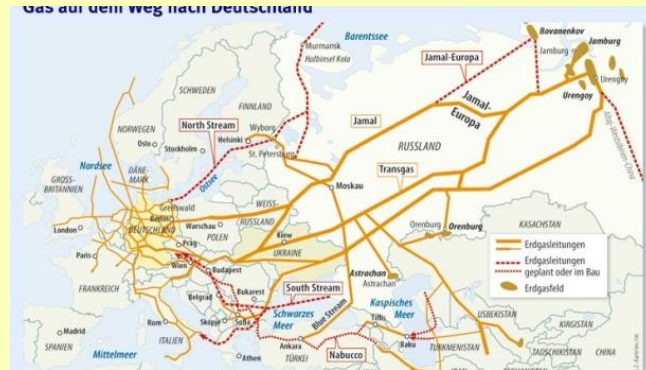 Gas auf dem Weg nach Deutschland
Barentssee
Bovanenkov
Jamburg
Jamburg
Murmansk
Halbinsel Kola
Jamal-Europa
Urengoy
Urengoy
SCHWEDEN
FINNLAND
NORWEGEN
North Stream
Wyborg
Helsinki
Oslo
Stockholm
St. Petersburg
Jamal
Jamal-
Europa
RUSSLAND
Nordsee
DÄNE-
MARK
Ostsee
Transgas
Moskau
GROSS-
BRITANNIEN
Greifswald
Berlin
WEISS-
RUSSLAND
London
DEUTSCHLAND
Warschau
POLEN
Kiew
UKRAINE
Orenburg
Orenburg
KASACHSTAN
Paris
Prag
Wien
Budapest
Erdgasleitungen
Erdgasleitungen
geplant oder im Bau
Erdgasfeld
FRANKREICH
Belgrad
Bukarest
South Stream
Astrachan
Astrachan
Skopje
Sofia
Schwarzes
Meer
Blue Stream
Kaspisches
Meer
Tiflis
Baku
USBEKISTAN
KIRGISTAN
Madrid
SPANIEN
Rom
ITALIEN
Mittelmeer
Athen
Ankara
TÜRKEI
Nabucco
TURKMENISTAN
TADSCHIKISTAN
CHINA